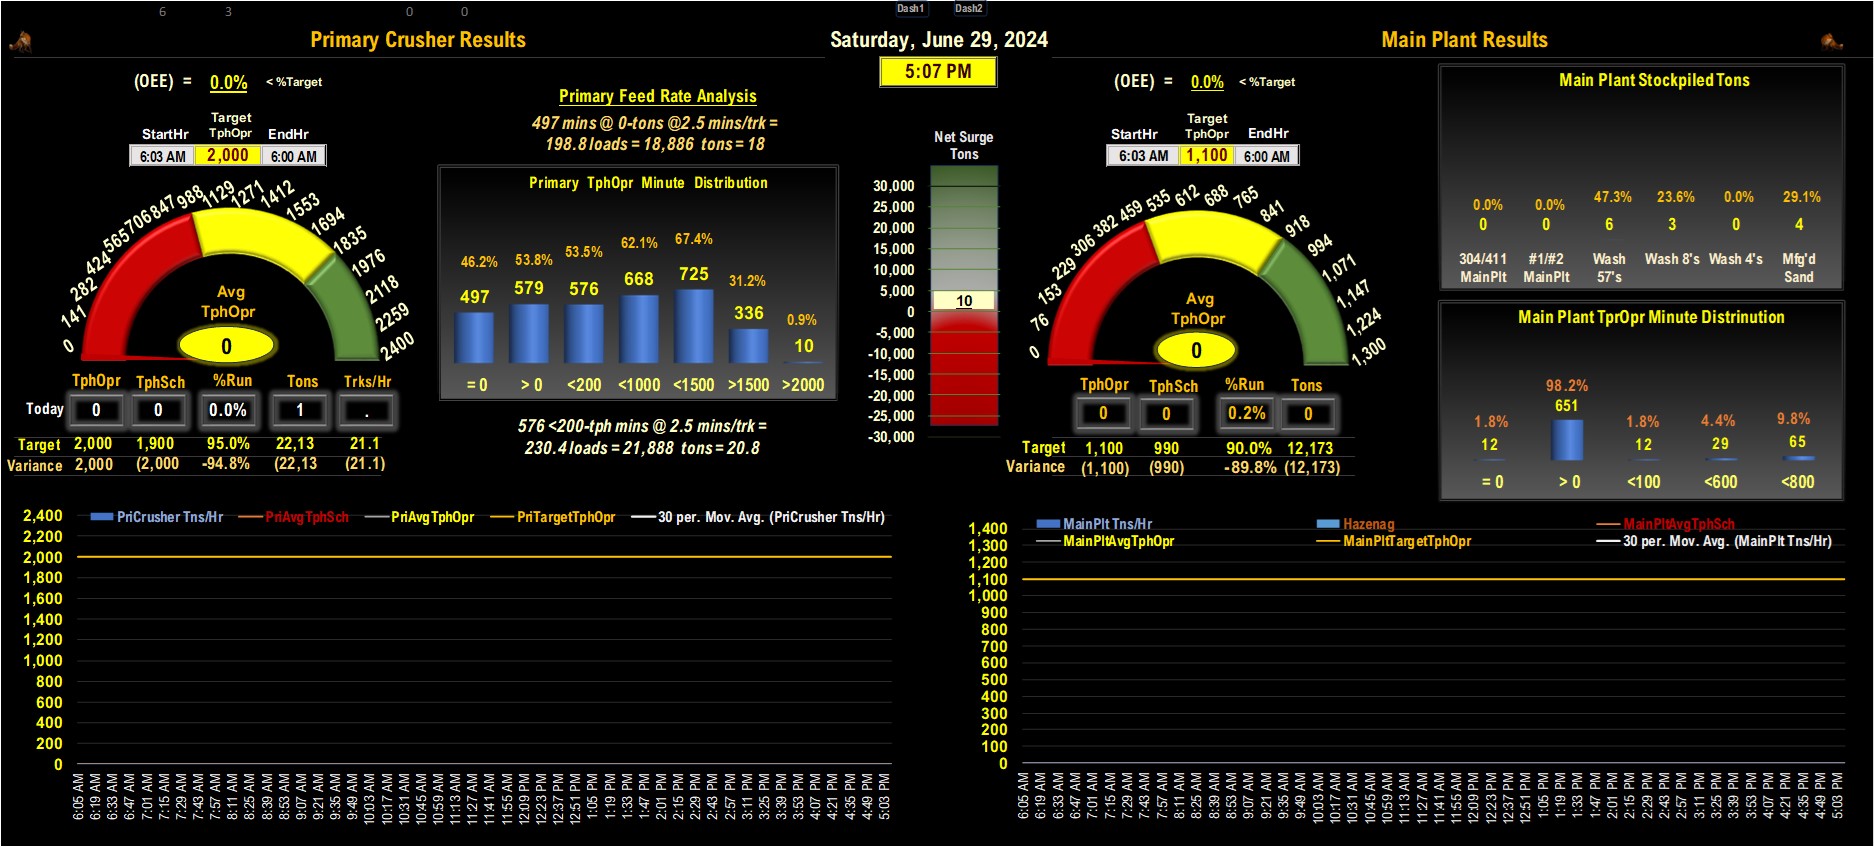 6 3 0 0 Dash1 Dash2
Primary Crusher Results
Saturday, June 29, 2024
Main Plant Results
5:07 PM
(OEE) = 0.0% < %Target
Target
StartHr TphOpr EndHr
6:03 AM 2,000 6:00 AM
0 141 282 424 565 706 847 988 1129 1271 1412 1553 1694 1835 1976 2118 2259 2400
Avg
TphOpr
0
TphOpr TphSch %Run Tons Trks/Hr
Today 0 0 0.0% 1 .
Target 2,000 1,900 95.0% 22,13 21.1
Variance 2,000 (2,000 -94.8% (22,13 (21.1)
Primary Feed Rate Analysis
497 mins @ 0-tons @2.5 mins/trk =
198.8 loads = 18,886 tons = 18
Primary TphOpr Minute Distribution
46.2% 53.8% 53.5% 62.1% 67.4% 31.2% 0.9%
497 579 576 668 725 336 10
= 0 > 0 <200 <1000 <1500 >1500 >2000
576 <200-tph mins @ 2.5 mins/trk =
230.4 loads = 21,888 tons = 20.8
Net Surge
Tons
30,000
25,000
20,000
15,000
10,000
5,000
10
0
-5,000
-10,000
-15,000
-20,000
-25,000
-30,000
(OEE) = 0.0% < %Target
Target
StartHr TphOpr EndHr
6:03 AM 1,100 6:00 AM
0 76 153 229 306 382 459 535 612 688 765 841 918 994 1,071 1,147 1,224 1,300
Avg
TphOpr
0
TphOpr TphSch %Run Tons
0 0 0.2% 0
Target 1,100 990 90.0% 12,173
Variance (1,100) (990) -89.8% (12,173)
Main Plant Stockpiled Tons
0.0% 0.0% 47.3% 23.6% 0.0% 29.1%
0 0 6 3 0 4
304/411 #1/#2 Wash Wash 8's Wash 4's Mfg'd
MainPlt MainPlt 57's Sand
Main Plant TprOpr Minute Distrinution
1.8% 98.2% 1.8% 4.4% 9.8%
12 651 12 29 65
= 0 > 0 <100 <600 <800
PriCrusher Tns/Hr PriAvgTphSch PriAvgTphOpr PriTargetTphOpr 30 per. Mov. Avg. (PriCrusher Tns/Hr)
2,400
2,200
2,000
1,800
1,600
1,400
1,200
1,000
800
600
400
200
0
6:05 AM 6:19 AM 6:33 AM 6:47 AM 7:01 AM 7:15 AM 7:29 AM 7:43 AM 7:57 AM 8:11 AM 8:25 AM 8:39 AM 8:53 AM 9:07 AM 9:21 AM 9:35 AM 9:49 AM 10:03 AM 10:17 AM 10:31 AM 10:45 AM 10:59 AM 11:13 AM 11:27 AM 11:41 AM 11:55 AM 12:09 PM 12:23 PM 12:37 PM 12:51 PM 1:05 PM 1:19 PM 1:33 PM 1:47 PM 2:01 PM 2:15 PM 2:29 PM 2:43 PM 2:57 PM 3:11 PM 3:25 PM 3:39 PM 3:53 PM 4:07 PM 4:21 PM 4:35 PM 4:49 PM 5:03 PM
MainPlt Tns/Hr Hazenag MainPltAvgTphSch
MainPltAvgTphOpr MainPltTargetTphOpr 30 per. Mov. Avg. (MainPlt Tns/Hr)
1,400
1,300
1,200
1,100
1,000
900
800
700
600
500
400
300
200
100
0
6:05 AM 6:19 AM 6:33 AM 6:47 AM 7:01 AM 7:15 AM 7:29 AM 7:43 AM 7:57 AM 8:11 AM 8:25 AM 8:39 AM 8:53 AM 9:07 AM 9:21 AM 9:35 AM 9:49 AM 10:03 AM 10:17 AM 10:31 AM 10:45 AM 10:59 AM 11:13 AM 11:27 AM 11:41 AM 11:55 AM 12:09 PM 12:23 PM 12:37 PM 12:51 PM 1:05 PM 1:19 PM 1:33 PM 1:47 PM 2:01 PM 2:15 PM 2:29 PM 2:43 PM 2:57 PM 3:11 PM 3:25 PM 3:39 PM 3:53 PM 4:07 PM 4:21 PM 4:35 PM 4:49 PM 5:03 PM